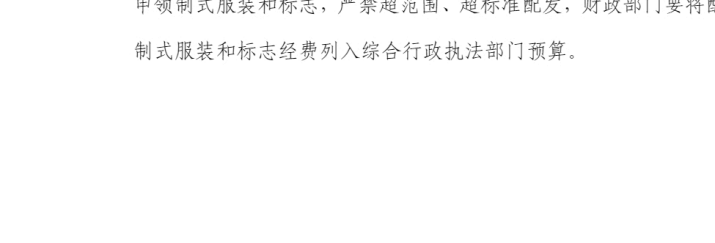 申领制式服装和标志，严禁超范围、超标准配发，财政部门要将配
制式服装和标志经费列入综合行政执法部门预算。